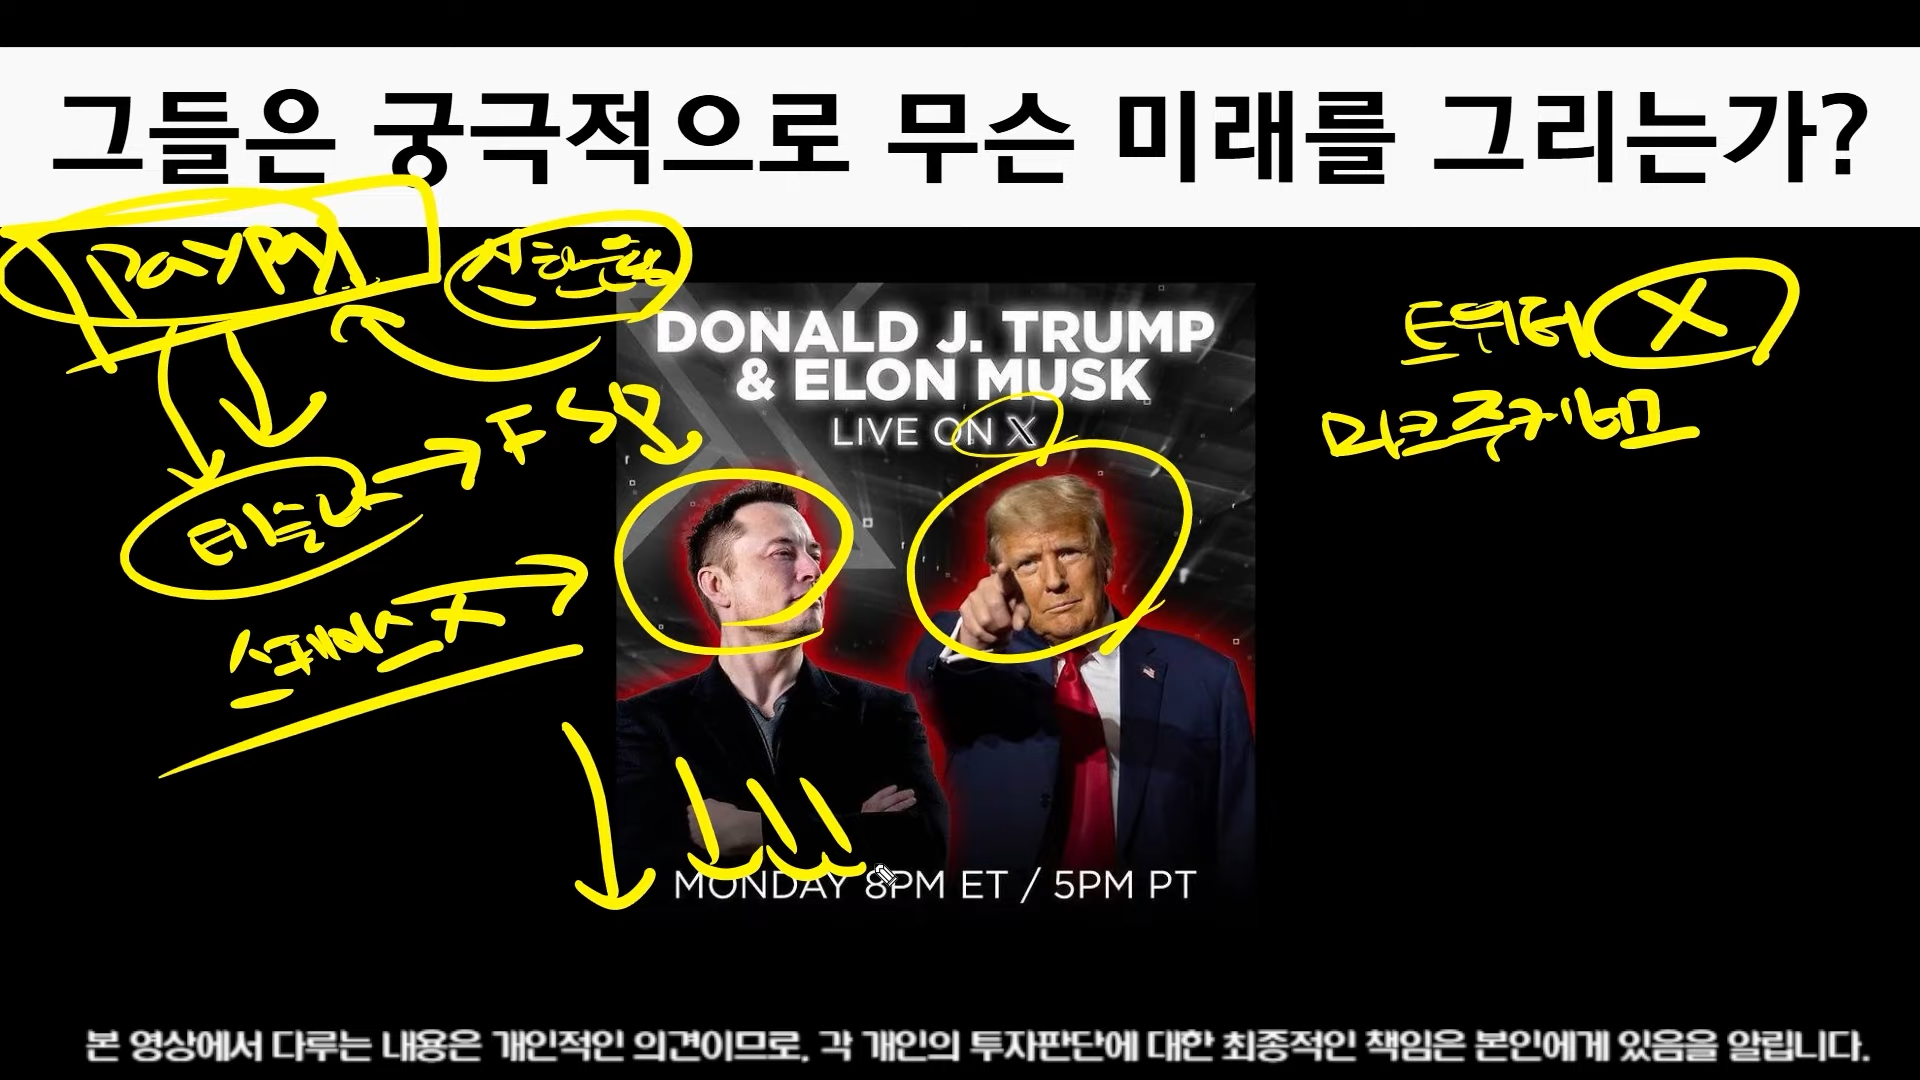 그들은 궁극적으로 무슨 미래를 그리는가?
paypal
신한은행
트위터 X
마크 주커버그
테슬라
FSD
스페이스 X
DONALD J. TRUMP
& ELON MUSK
LIVE ON X
MONDAY 8PM ET / 5PM PT
본 영상에서 다루는 내용은 개인적인 의견이므로, 각 개인의 투자판단에 대한 최종적인 책임은 본인에게 있음을 알립니다.